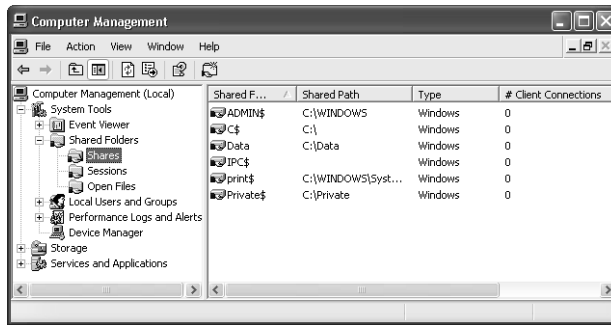 Computer Management
File Action View Window Help
Computer Management (Local)
System Tools
Event Viewer
Shared Folders
Shares
Sessions
Open Files
Local Users and Groups
Performance Logs and Alerts
Device Manager
Storage
Services and Applications
Shared F... Shared Path Type # Client Connections
ADMIN$ C:\WINDOWS Windows 0
C$ C:\ Windows 0
Data C:\Data Windows 0
IPC$ Windows 0
print$ C:\WINDOWS\Syst... Windows 0
Private$ C:\Private Windows 0